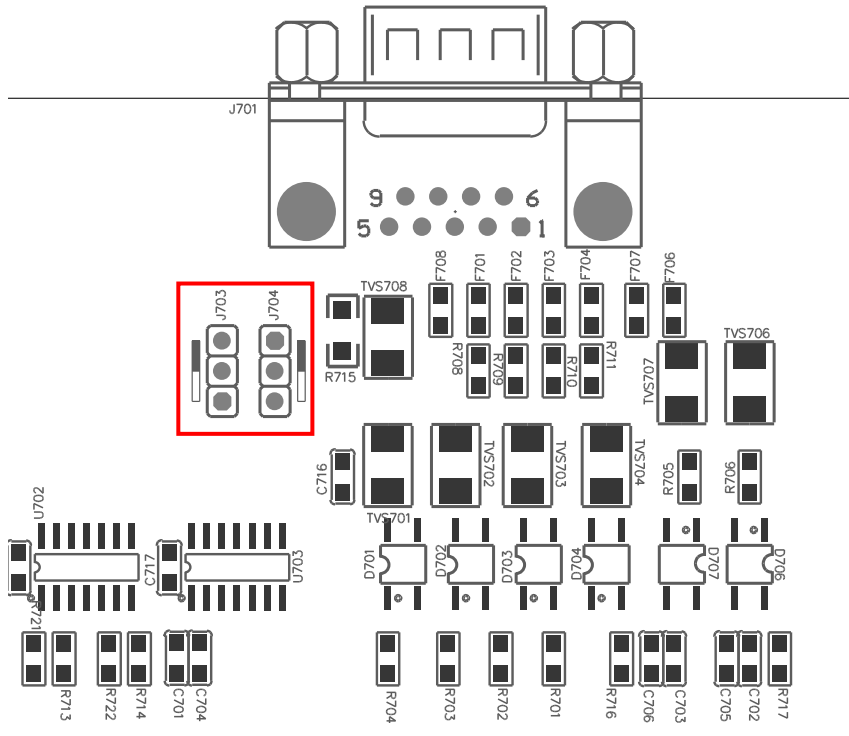 J701
9 6
5 1
F708 F701 F702 F703 F704 F707 F706
J703 J704
TVS708
R715
R708 R709 R710 R711
TVS707
TVS706
C716
TVS701
TVS702 TVS703 TVS704
R705 R706
U702
C717
U703
D701 D702 D703 D704 D707 D706
R721
R713 R722 R714 C701 C704
R704 R703 R702 R701
R716 C706 C703 C705 C702 R717